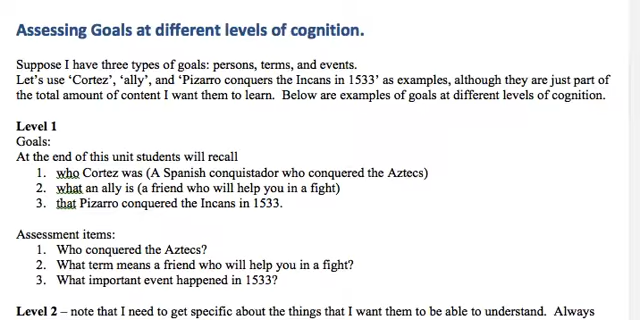 Assessing Goals at different levels of cognition.
Suppose I have three types of goals: persons, terms, and events.
Let's use ‘Cortez’, ‘ally’, and ‘Pizarro conquers the Incans in 1533’ as examples, although they are just part of
the total amount of content I want them to learn.  Below are examples of goals at different levels of cognition.
Level 1
Goals:
At the end of this unit students will recall
1. who Cortez was (A Spanish conquistador who conquered the Aztecs)
2. what an ally is (a friend who will help you in a fight)
3. that Pizarro conquered the Incans in 1533.
Assessment items:
1. Who conquered the Aztecs?
2. What term means a friend who will help you in a fight?
3. What important event happened in 1533?
Level 2 – note that I need to get specific about the things that I want them to be able to understand.  Always